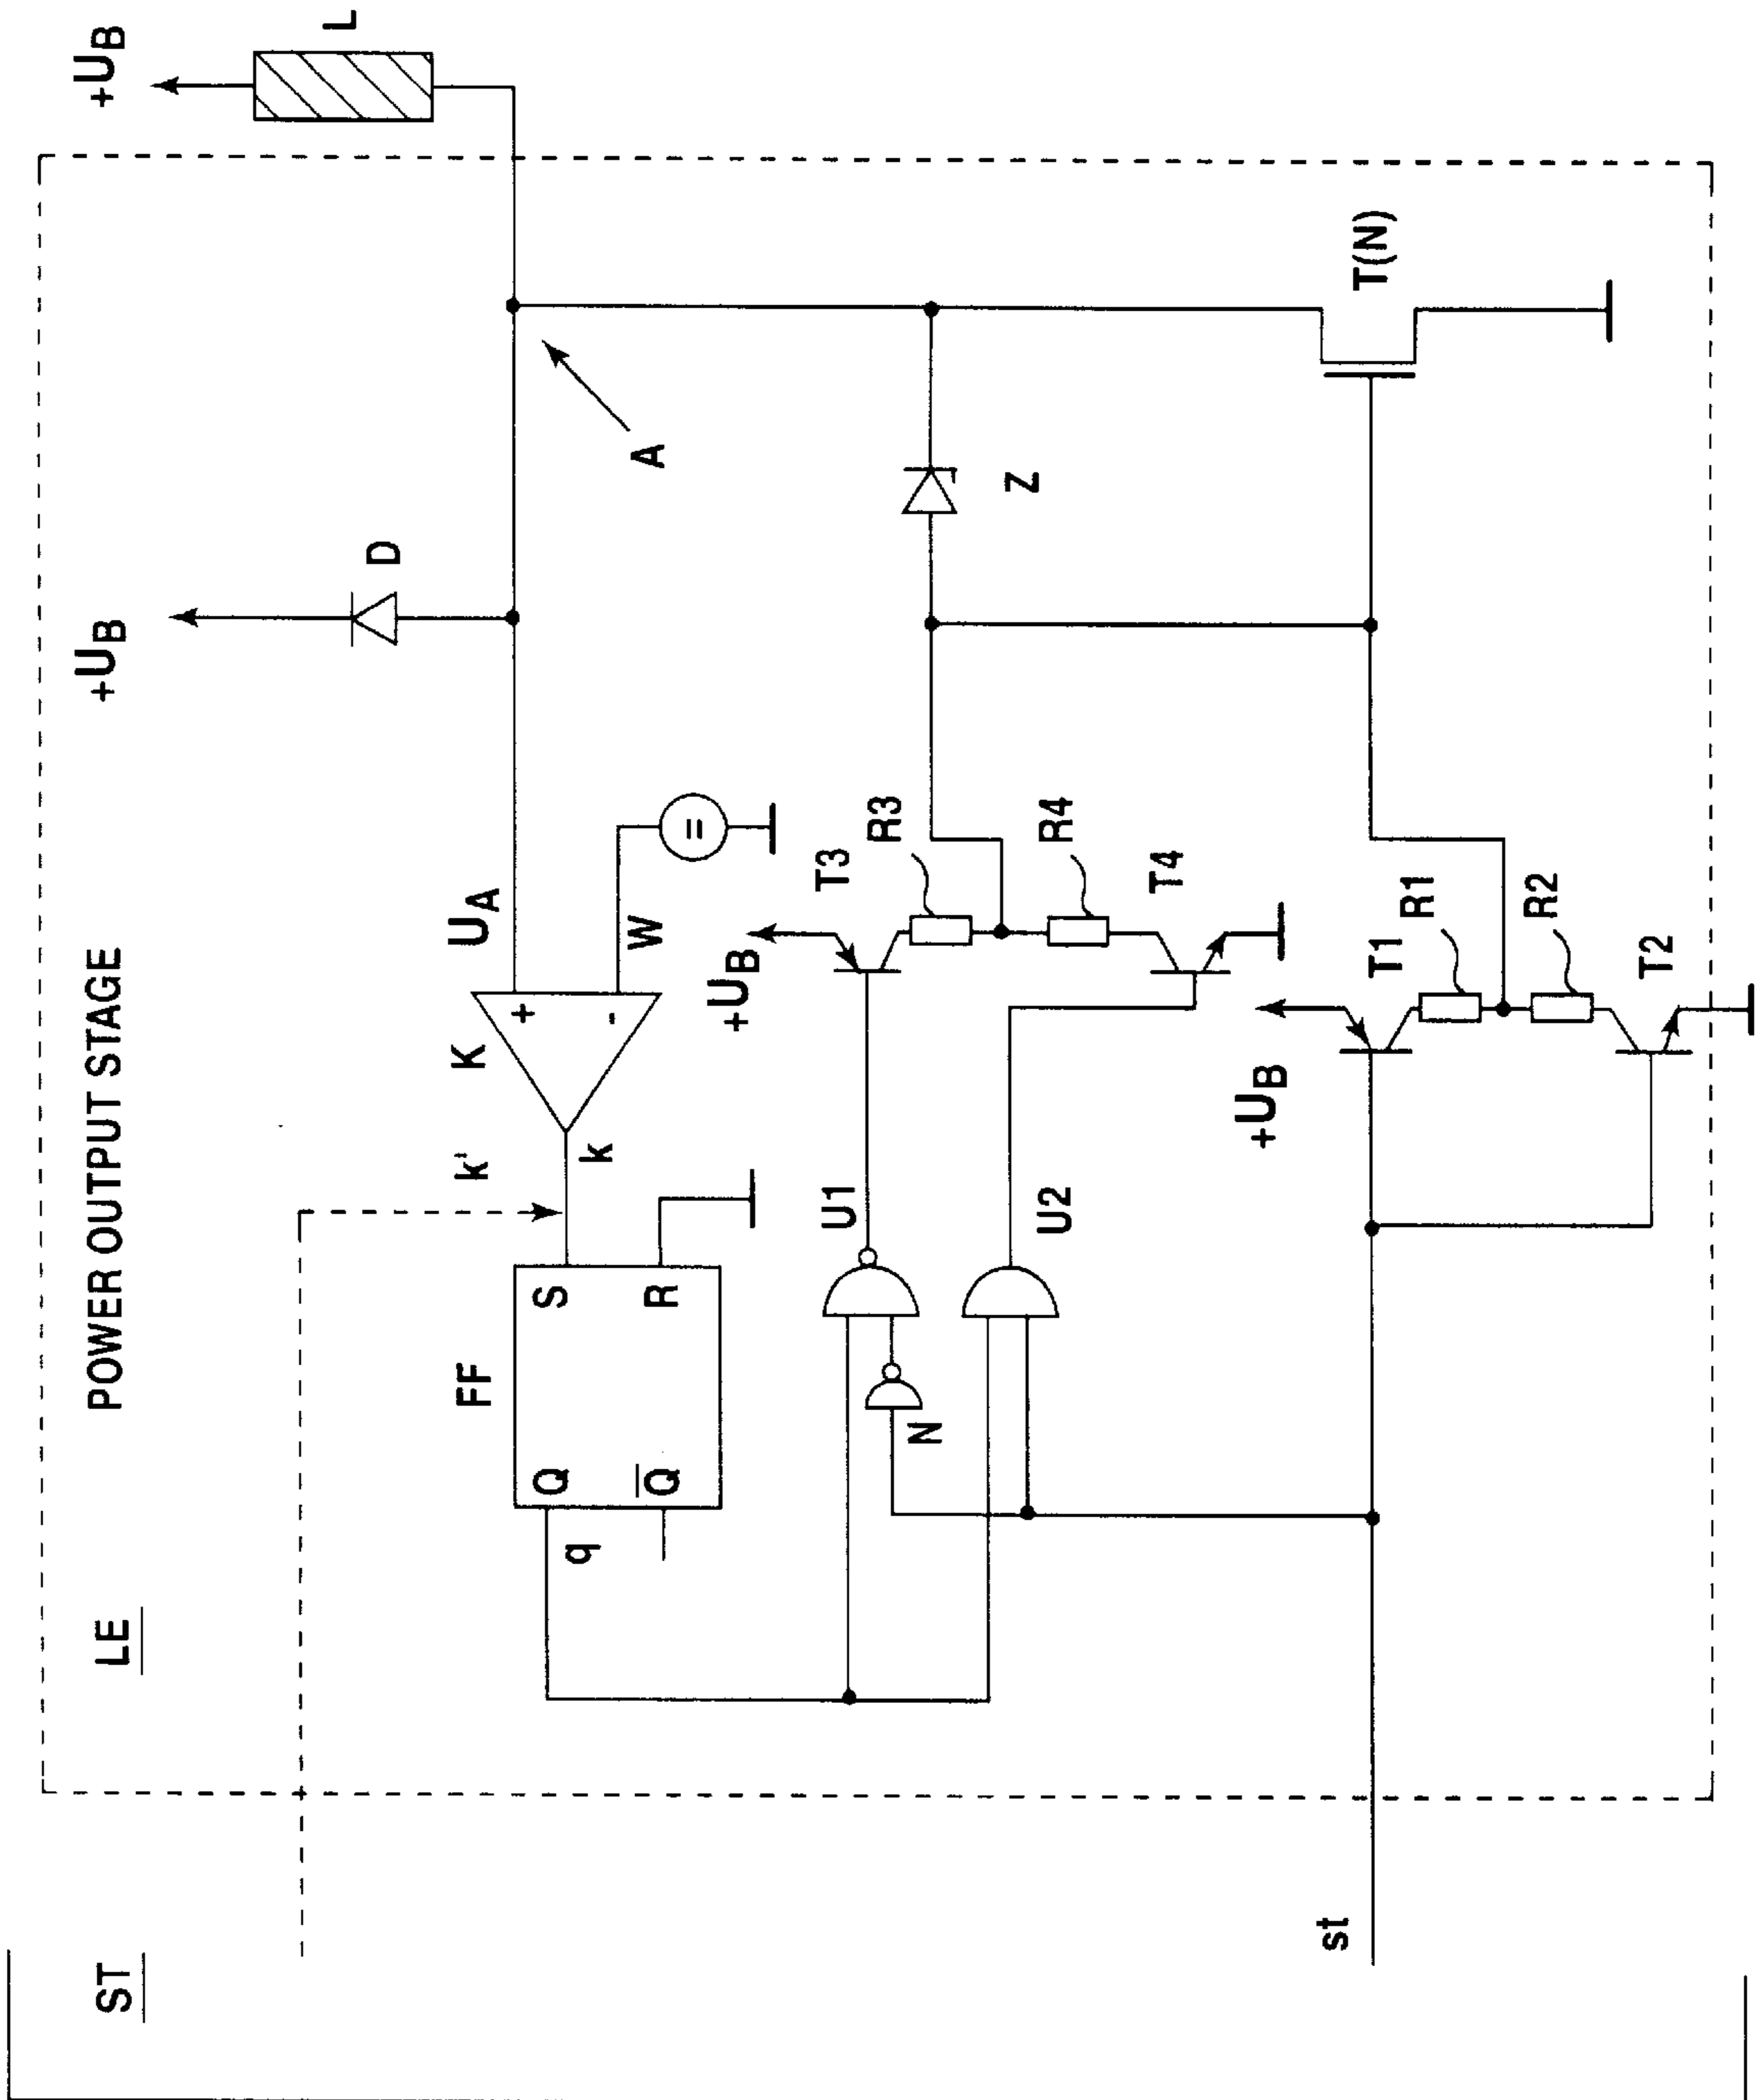 ST
LE
POWER OUTPUT STAGE
+UB
+UB
L
D
k'
k
K
UA
W
=
+
-
A
FF
Q
Q
S
R
q
U1
U2
N
+UB
T3
R3
R4
T4
Z
T(N)
+UB
T1
R1
R2
T2
st